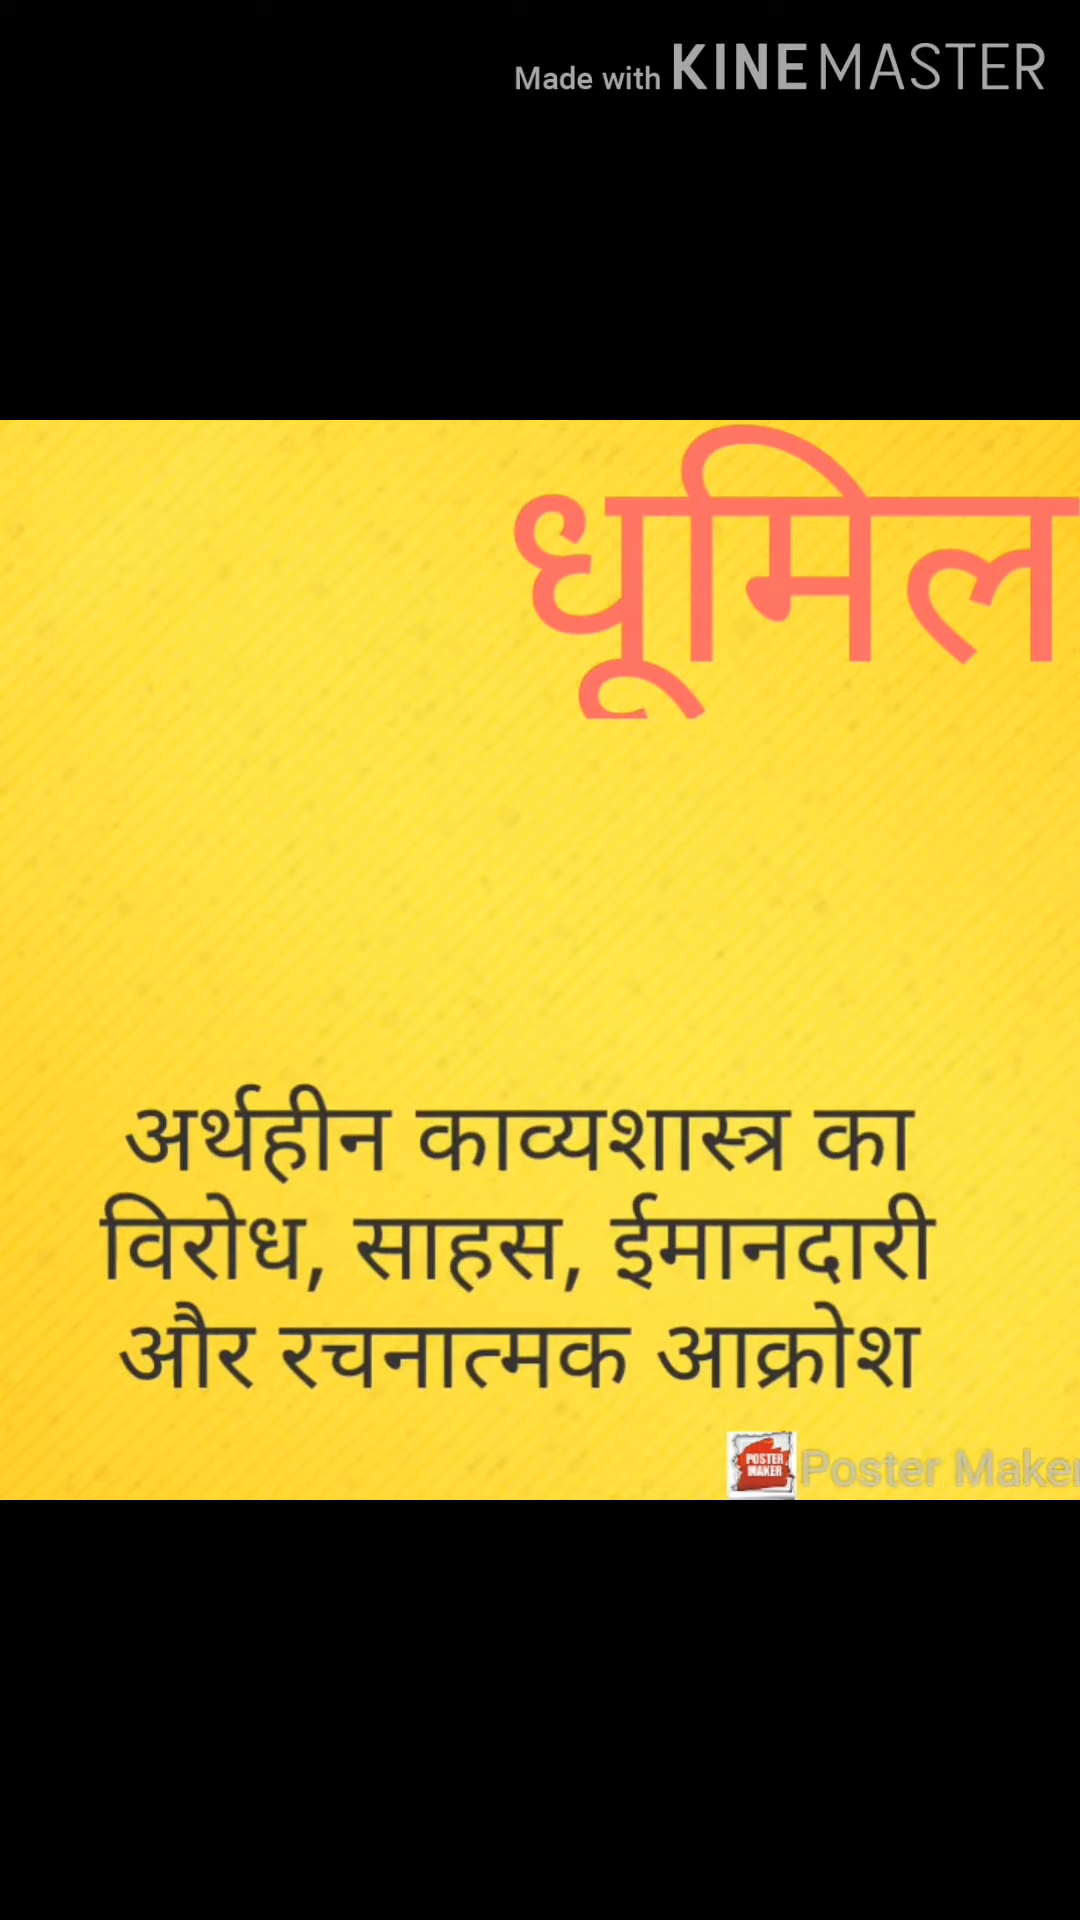 Made with KINEMASTER
धूमिल
अर्थहीन काव्यशास्त्र का
विरोध, साहस, ईमानदारी
और रचनात्मक आक्रोश
POSTER
MAKER
Poster Maker